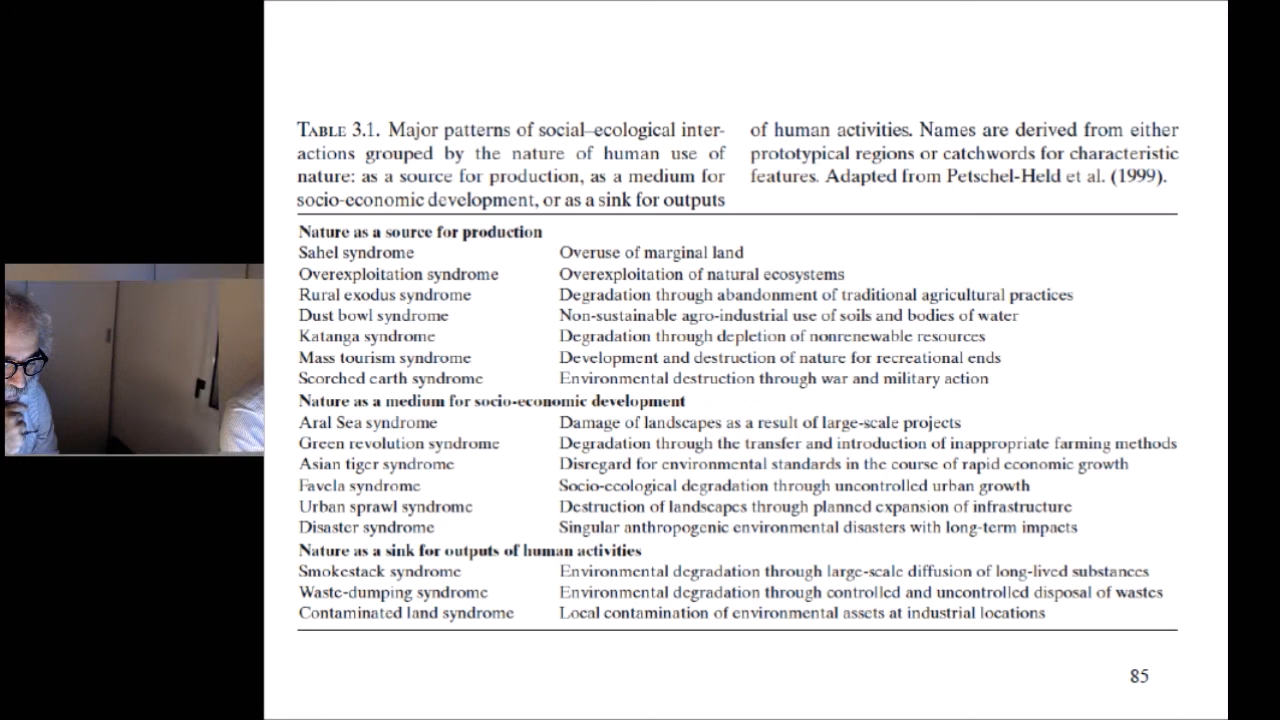 TABLE 3.1. Major patterns of social–ecological inter-
actions grouped by the nature of human use of
nature: as a source for production, as a medium for
socio-economic development, or as a sink for outputs
of human activities. Names are derived from either
prototypical regions or catchwords for characteristic
features. Adapted from Petschel-Held et al. (1999).
Nature as a source for production
Sahel syndrome Overuse of marginal land
Overexploitation syndrome Overexploitation of natural ecosystems
Rural exodus syndrome Degradation through abandonment of traditional agricultural practices
Dust bowl syndrome Non-sustainable agro-industrial use of soils and bodies of water
Katanga syndrome Degradation through depletion of nonrenewable resources
Mass tourism syndrome Development and destruction of nature for recreational ends
Scorched earth syndrome Environmental destruction through war and military action
Nature as a medium for socio-economic development
Aral Sea syndrome Damage of landscapes as a result of large-scale projects
Green revolution syndrome Degradation through the transfer and introduction of inappropriate farming methods
Asian tiger syndrome Disregard for environmental standards in the course of rapid economic growth
Favela syndrome Socio-ecological degradation through uncontrolled urban growth
Urban sprawl syndrome Destruction of landscapes through planned expansion of infrastructure
Disaster syndrome Singular anthropogenic environmental disasters with long-term impacts
Nature as a sink for outputs of human activities
Smokestack syndrome Environmental degradation through large-scale diffusion of long-lived substances
Waste-dumping syndrome Environmental degradation through controlled and uncontrolled disposal of wastes
Contaminated land syndrome Local contamination of environmental assets at industrial locations
85